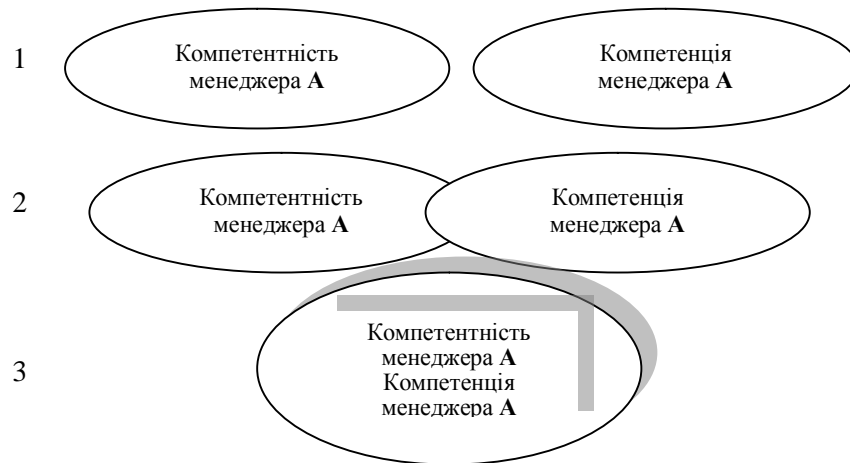 1
Компетентність
менеджера А
Компетенція
менеджера А
2
Компетентність
менеджера А
Компетенція
менеджера А
3
Компетентність
менеджера А
Компетенція
менеджера А